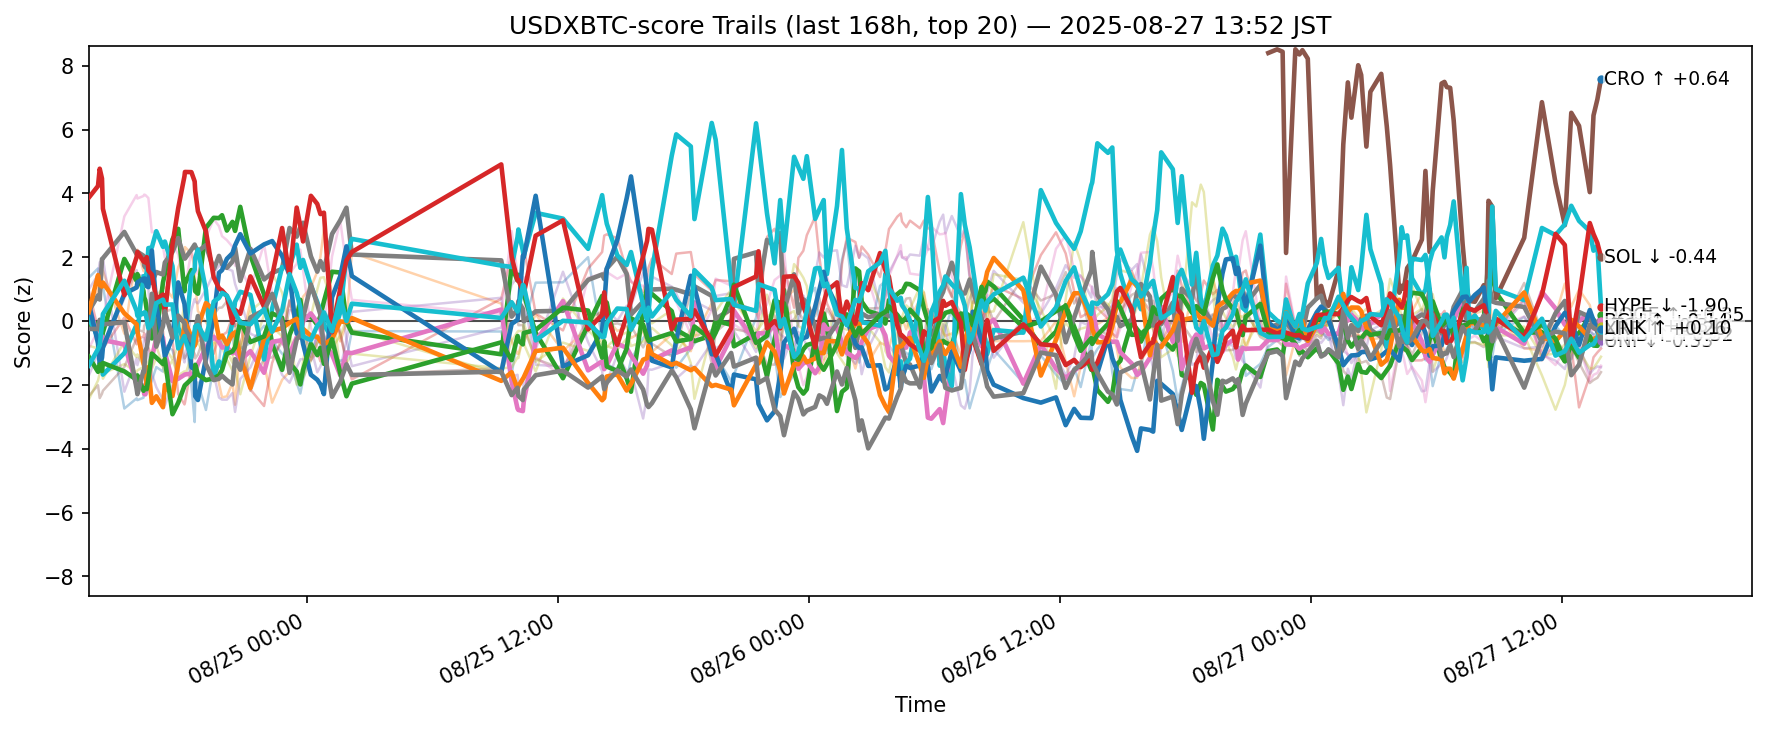 USDXBTC-score Trails (last 168h, top 20) — 2025-08-27 13:52 JST
Score (z)
8
6
4
2
0
−2
−4
−6
−8
CRO ↑ +0.64
SOL ↓ -0.44
HYPE ↓ -1.90
LINK ↑ +0.10
08/25 00:00
08/25 12:00
08/26 00:00
08/26 12:00
08/27 00:00
08/27 12:00
Time